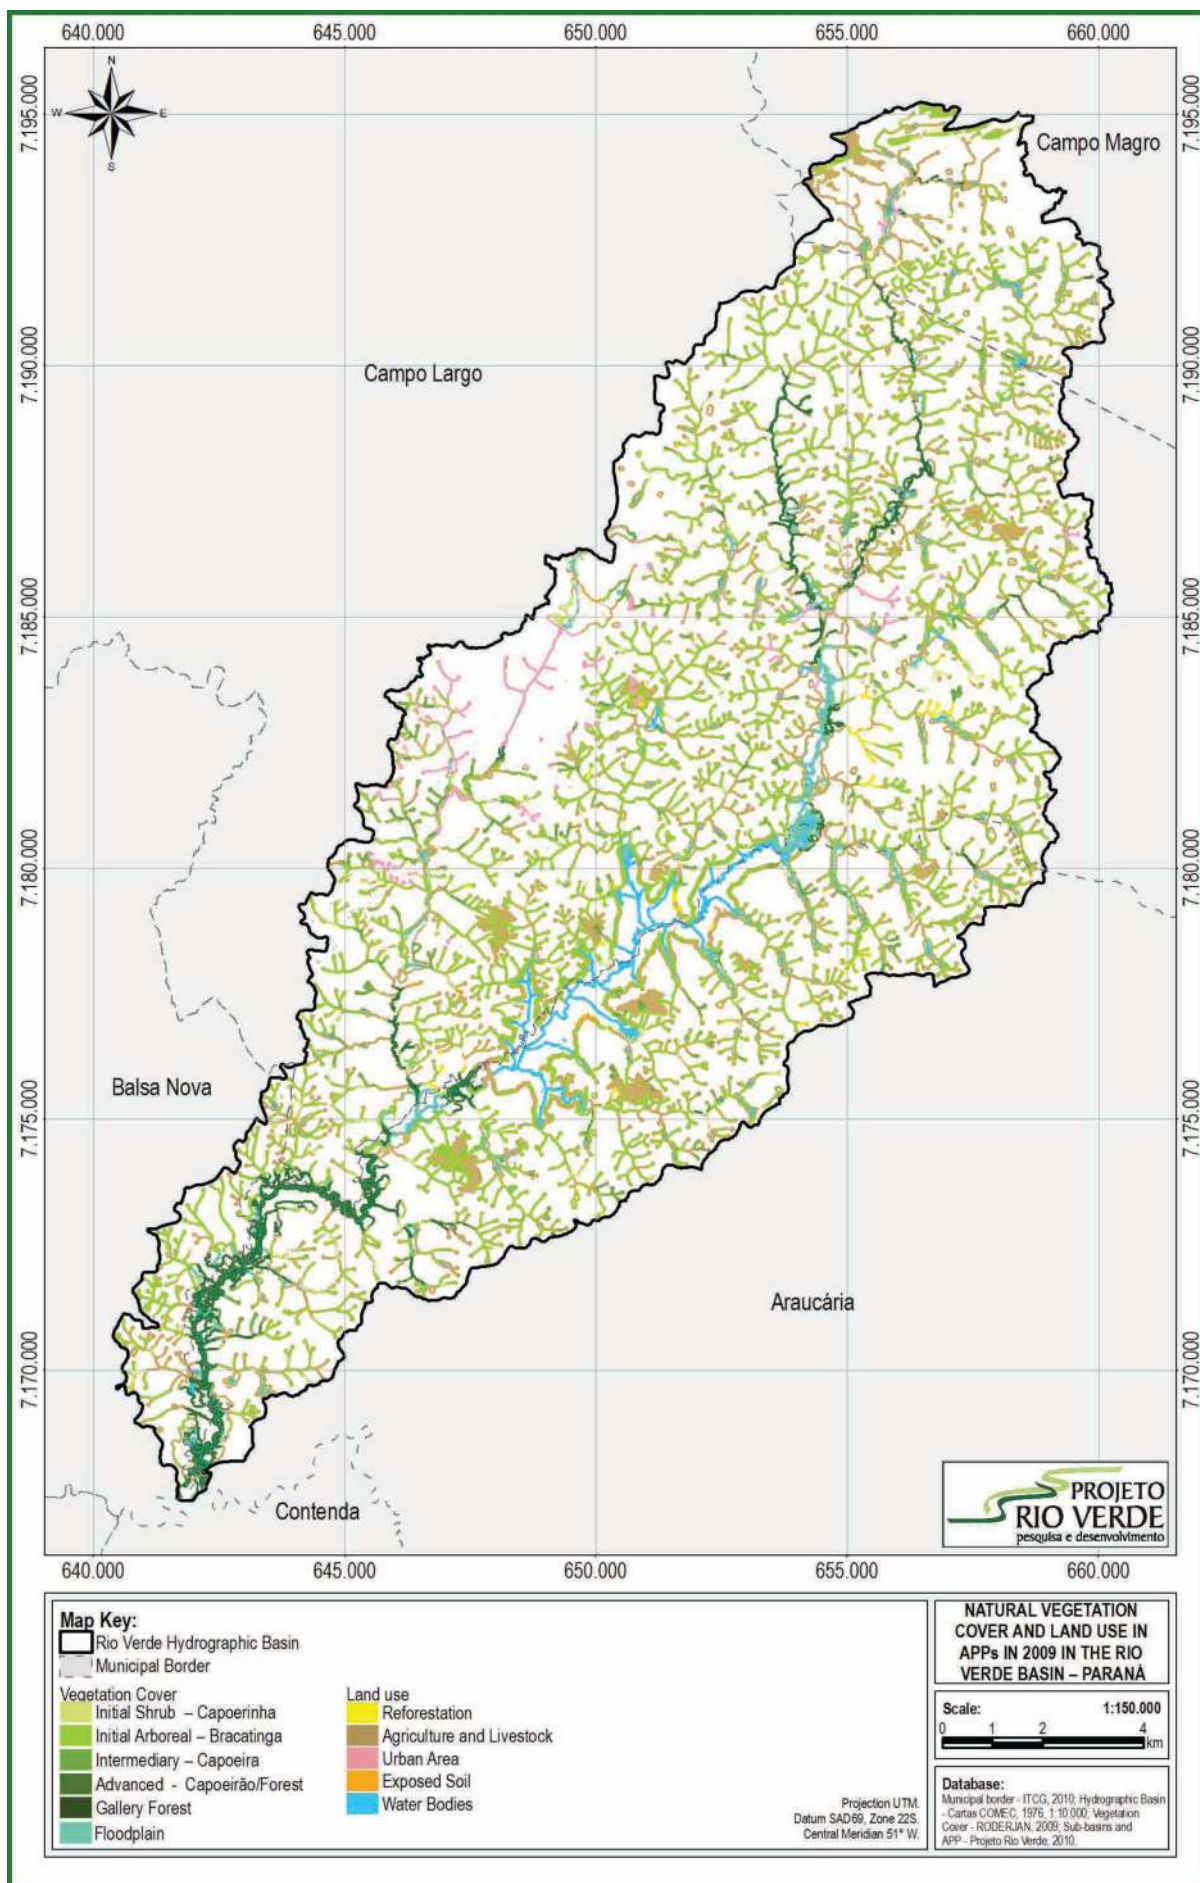 640.000 645.000 650.000 655.000 660.000
N
W E
S
7.195.000 7.195.000
Campo Magro
7.190.000 7.190.000
Campo Largo
7.185.000 7.185.000
7.180.000 7.180.000
Balsa Nova
7.175.000 7.175.000
Araucária
7.170.000 7.170.000
Contenda
PROJETO
RIO VERDE
pesquisa e desenvolvimento
640.000 645.000 650.000 655.000 660.000
Map Key:
Rio Verde Hydrographic Basin
Municipal Border
Vegetation Cover
Initial Shrub – Capoerinha
Initial Arboreal – Bracatinga
Intermediary – Capoeira
Advanced - Capoeirão/Forest
Gallery Forest
Floodplain
Land use
Reforestation
Agriculture and Livestock
Urban Area
Exposed Soil
Water Bodies
Projection UTM.
Datum SAD69, Zone 22S.
Central Meridian 51° W.
NATURAL VEGETATION
COVER AND LAND USE IN
APPs IN 2009 IN THE RIO
VERDE BASIN – PARANÁ
Scale: 1:150.000
0 1 2 4
km
Database:
Municipal border - ITCG, 2010; Hydrographic Basin
- Cartas COMEC, 1976, 1:10.000; Vegetation
Cover - RODERJAN, 2009; Sub-basins and
APP - Projeto Rio Verde, 2010.